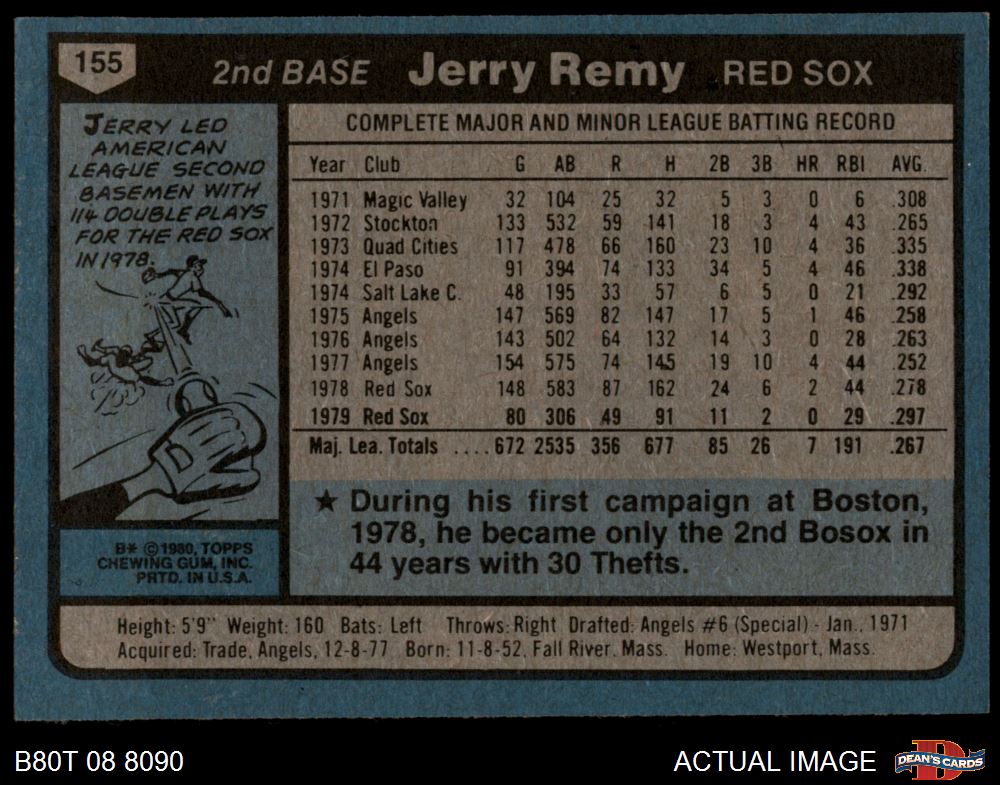 155
2nd BASE Jerry Remy RED SOX
JERRY LED
AMERICAN
LEAGUE SECOND
BASEMEN WITH
114 DOUBLE PLAYS
FOR THE RED SOX
IN 1978.
COMPLETE MAJOR AND MINOR LEAGUE BATTING RECORD
Year Club G AB R H 2B 3B HR RBI AVG.
1971 Magic Valley 32 104 25 32 5 3 0 6 .308
1972 Stockton 133 532 59 141 18 3 4 43 .265
1973 Quad Cities 117 478 66 160 23 10 4 36 .335
1974 El Paso 91 394 74 133 34 5 4 46 .338
1974 Salt Lake C. 48 195 33 57 6 5 0 21 .292
1975 Angels 147 569 82 147 17 5 1 46 .258
1976 Angels 143 502 64 132 14 3 0 28 .263
1977 Angels 154 575 74 145 19 10 4 44 .252
1978 Red Sox 148 583 87 162 24 6 2 44 .278
1979 Red Sox 80 306 49 91 11 2 0 29 .297
Maj. Lea. Totals .... 672 2535 356 677 85 26 7 191 .267
★ During his first campaign at Boston,
1978, he became only the 2nd Bosox in
44 years with 30 Thefts.
B* © 1980, TOPPS
CHEWING GUM, INC.
PRTD. IN U.S.A.
Height: 5'9" Weight: 160 Bats: Left Throws: Right Drafted: Angels #6 (Special) - Jan., 1971
Acquired: Trade, Angels, 12-8-77 Born: 11-8-52, Fall River, Mass. Home: Westport, Mass.
B80T 08 8090 ACTUAL IMAGE DEAN'S CARDS